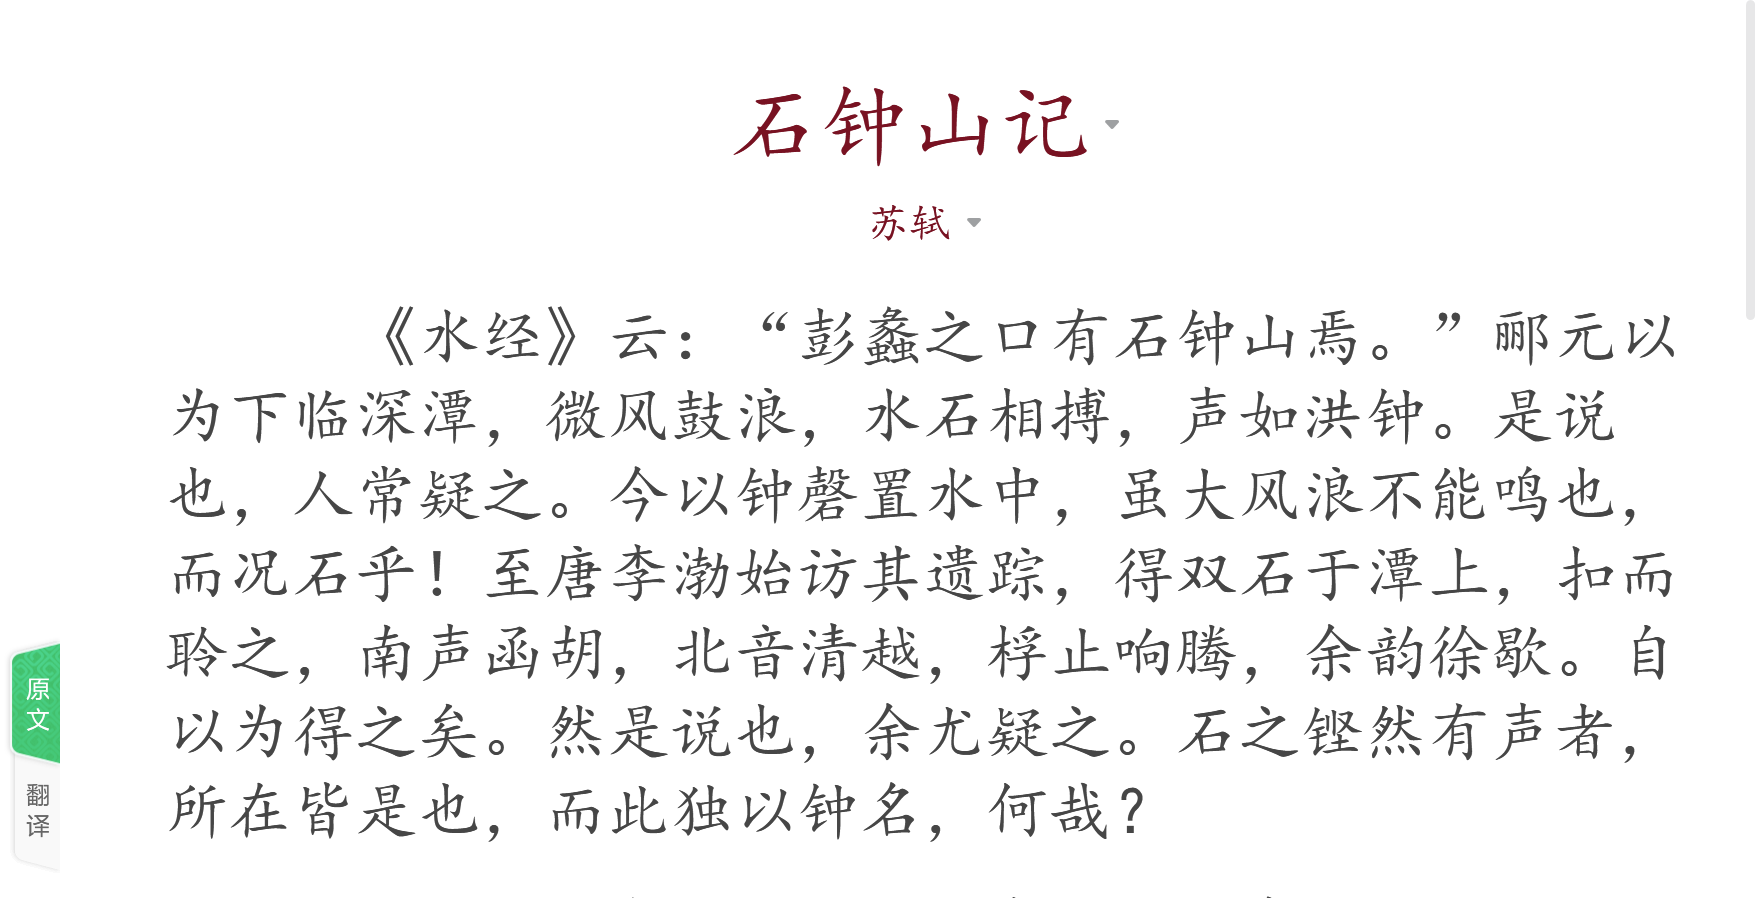 石钟山记
苏轼
《水经》云：“彭蠡之口有石钟山焉。”郦元以
为下临深潭，微风鼓浪，水石相搏，声如洪钟。是说
也，人常疑之。今以钟磬置水中，虽大风浪不能鸣也，
而况石乎！至唐李渤始访其遗踪，得双石于潭上，扣而
聆之，南声函胡，北音清越，桴止响腾，余韵徐歇。自
以为得之矣。然是说也，余尤疑之。石之铿然有声者，
所在皆是也，而此独以钟名，何哉？
原文
翻译